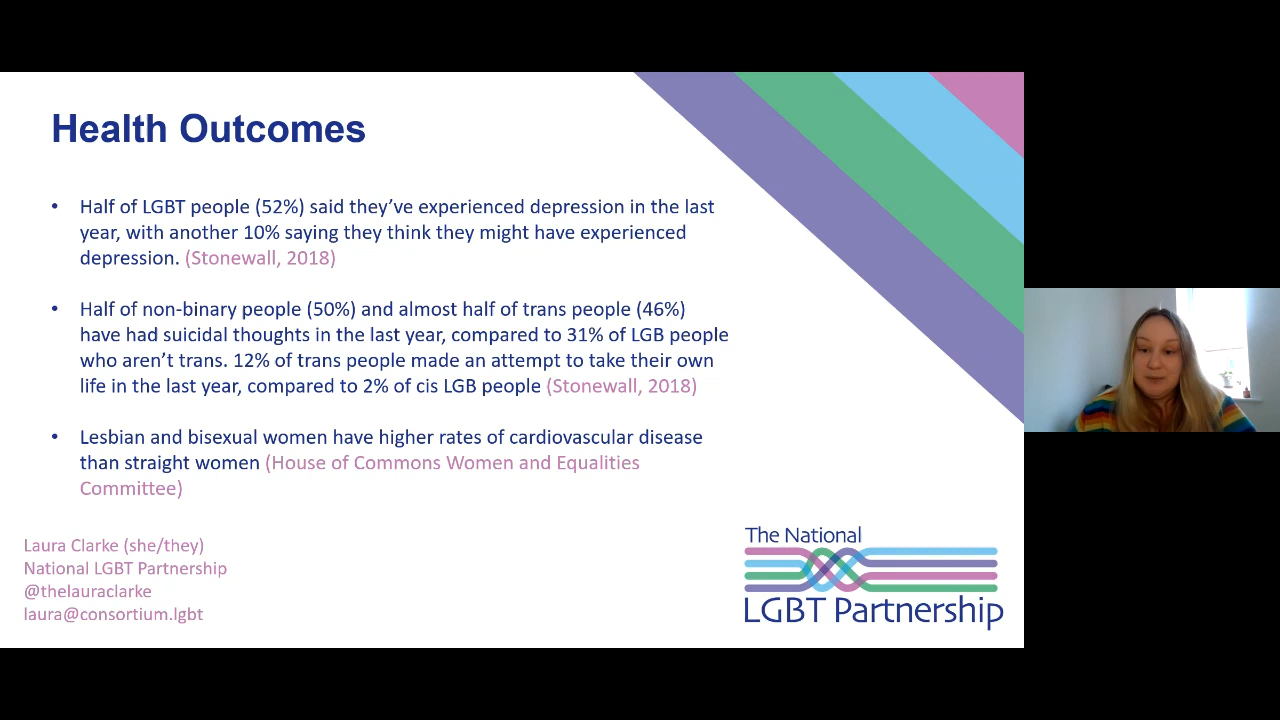 Health Outcomes
• Half of LGBT people (52%) said they’ve experienced depression in the last
year, with another 10% saying they think they might have experienced
depression. (Stonewall, 2018)
• Half of non-binary people (50%) and almost half of trans people (46%)
have had suicidal thoughts in the last year, compared to 31% of LGB people
who aren’t trans. 12% of trans people made an attempt to take their own
life in the last year, compared to 2% of cis LGB people (Stonewall, 2018)
• Lesbian and bisexual women have higher rates of cardiovascular disease
than straight women (House of Commons Women and Equalities
Committee)
Laura Clarke (she/they)
National LGBT Partnership
@thelauraclarke
laura@consortium.lgbt
The National
LGBT Partnership